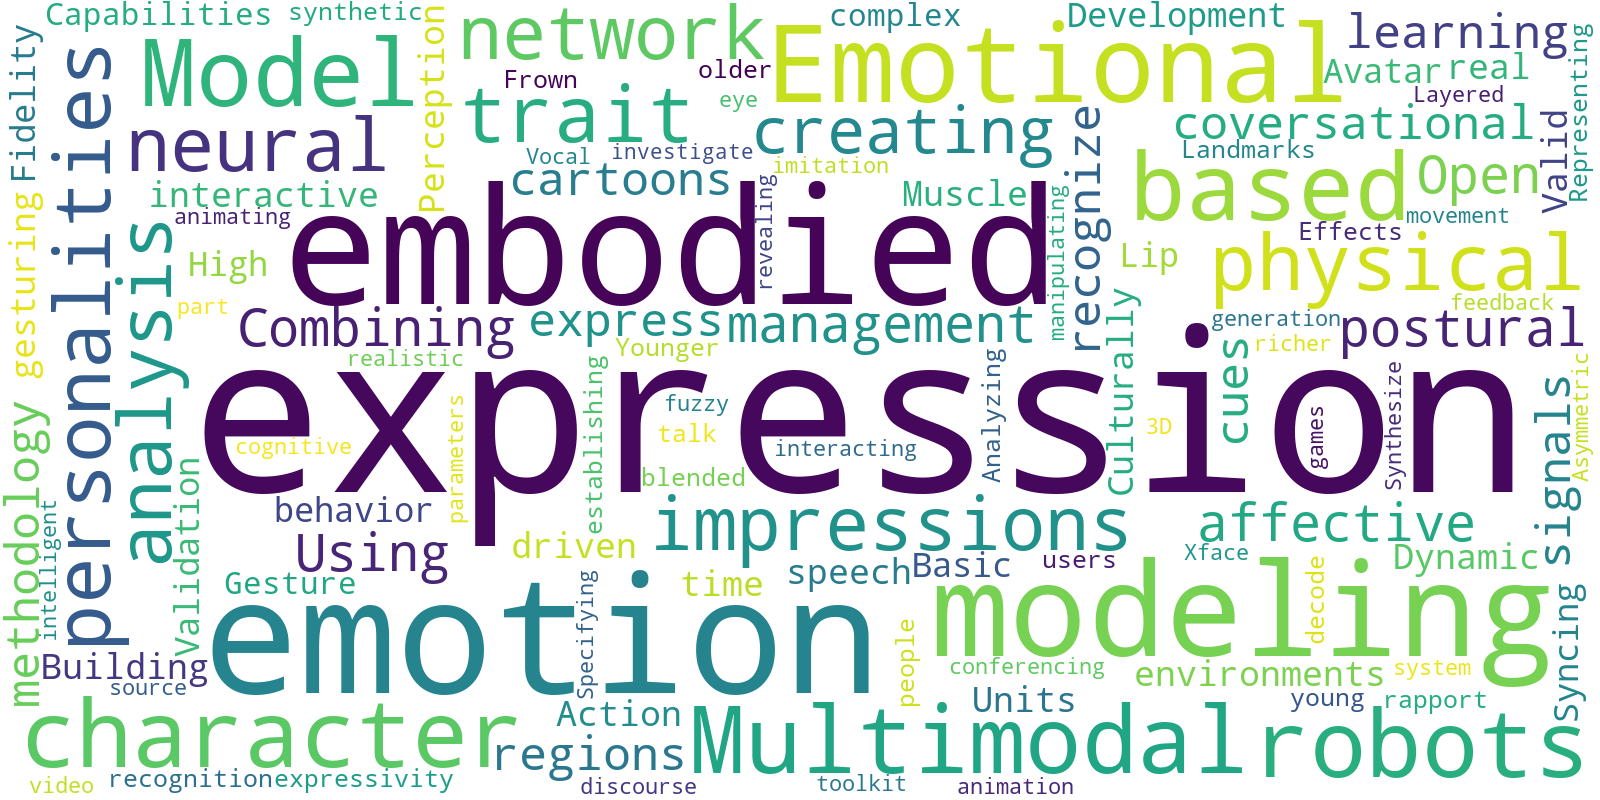 Capabilities
synthetic
complex
Development
network
Emotional
learning
Model
Perception
Fidelity
personalities
Frown
older
eye
Avatar
real
Layered
Representing
trait
creating
coversational
neural
Vocal
investigate
imitation
Landmarks
recognize
Valid
cartoons
interactive
Muscle
based
Open
animating
embodied
revealing
manipulating
movement
Effects
gesturing
analysis
High
Lip
physical
part
Combining
express
management
generation
feedback
postural
realistic
Younger
richer
Culturally
cues
expression
Analyzing
establishing
parameters
fuzzy
talk
cognitive
interacting
3D
games
Synthesize
Asymmetric
signals
blended
methodology
Validation
intelligent
behavior
Using
driven
impressions
affective
Gesture
time
speech
Basic
users
Xface
Dynamic
emotion
Specifying
modeling
decode
people
Syncing
Building
source
conferencing
environments
system
character
Action
Units
young
rapport
regions
Multimodal
robots
video
recognition
expressivity
discourse
toolkit
animation